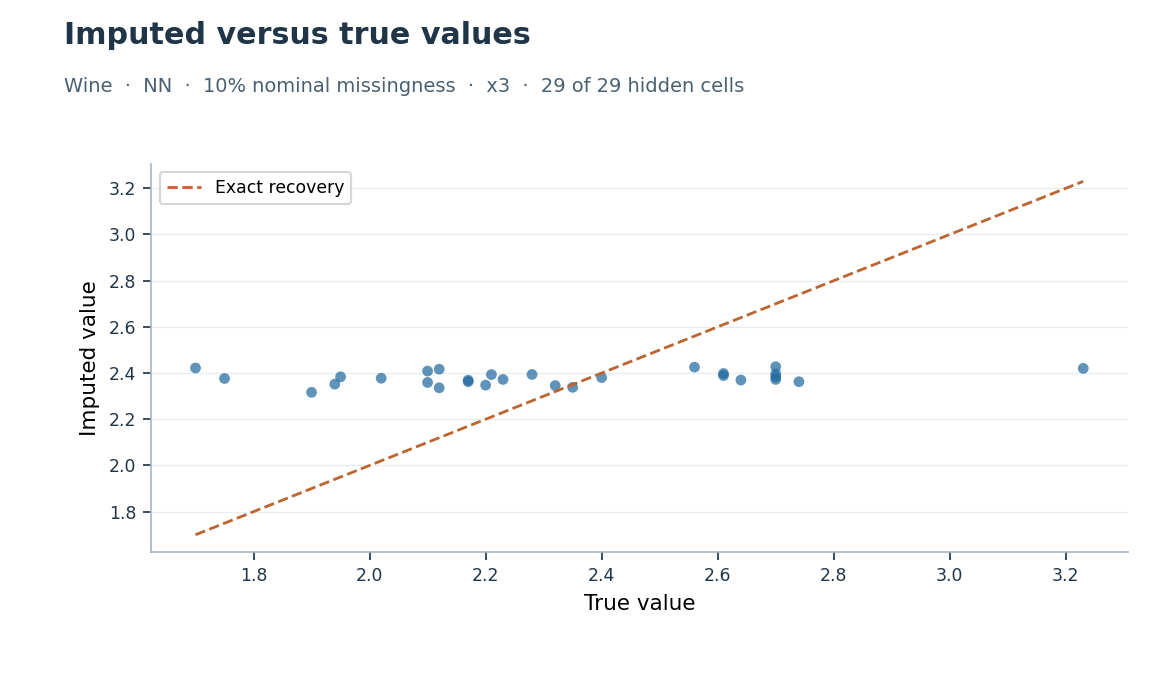 Imputed versus true values
Wine · NN · 10% nominal missingness · x3 · 29 of 29 hidden cells
Exact recovery
3.2
3.0
2.8
2.6
2.4
2.2
2.0
1.8
Imputed value
1.8 2.0 2.2 2.4 2.6 2.8 3.0 3.2
True value